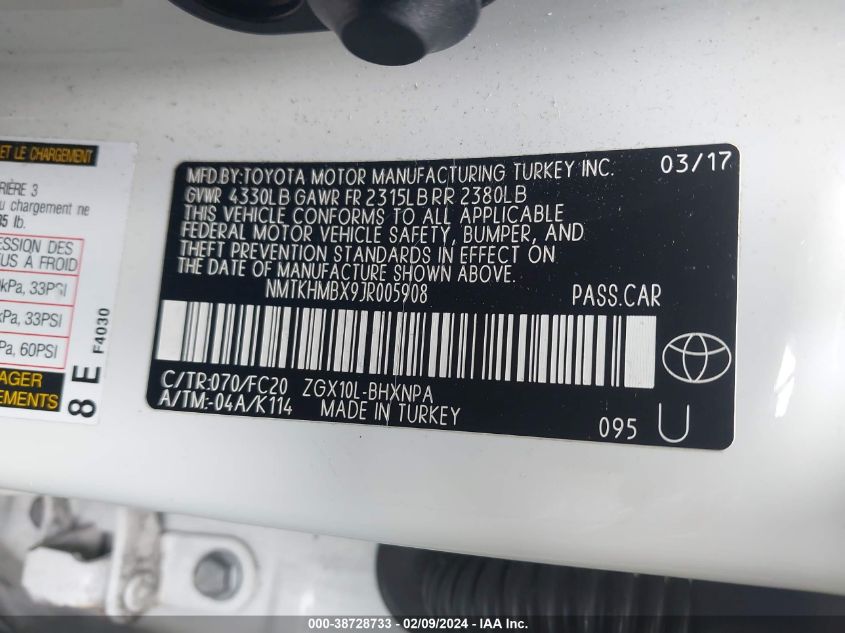 ET LE CHARGEMENT
RIÈRE 3
u chargement ne
35 lb.
ESSION DES
US À FROID
kPa, 33PSI
kPa, 33PSI
Pa, 60PSI
AGER
EMENTS
8 E F4030
MFD.BY:TOYOTA MOTOR MANUFACTURING TURKEY INC. 03/17
GVWR 4330LB GAWR FR 2315LB RR 2380LB
THIS VEHICLE CONFORMS TO ALL APPLICABLE
FEDERAL MOTOR VEHICLE SAFETY, BUMPER, AND
THEFT PREVENTION STANDARDS IN EFFECT ON
THE DATE OF MANUFACTURE SHOWN ABOVE.
NMTKHMBX9JR005908 PASS.CAR
C/TR:070/FC20 ZGX10L-BHXNPA
A/TM:-04A/K114 MADE IN TURKEY
095 U
000-38728733 - 02/09/2024 - IAA Inc.